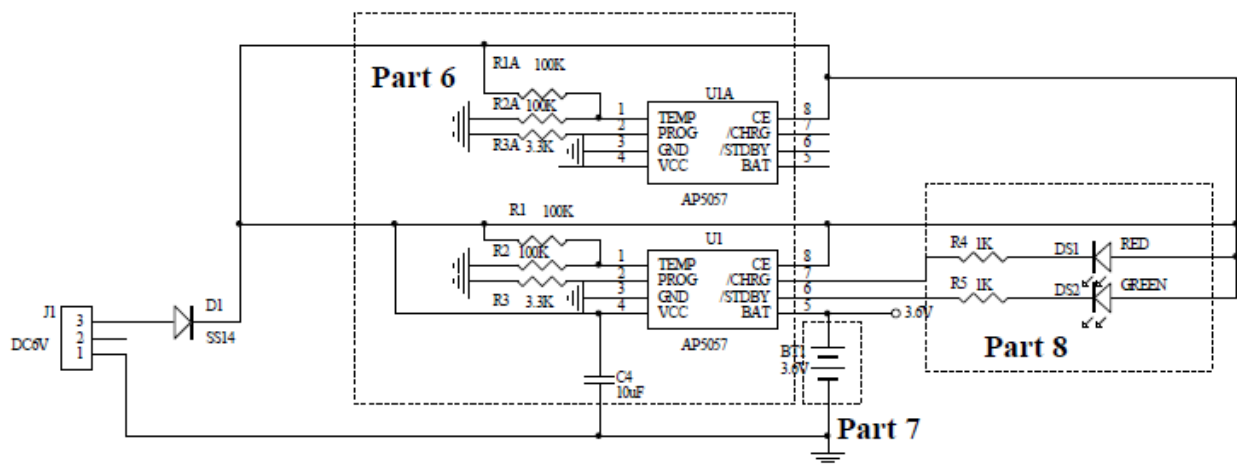 Part 6
R1A 100K
R2A 100K
R3A 3.3K
U1A
1 TEMP CE 8
2 PROG /CHRG 7
3 GND /STDBY 6
4 VCC BAT 5
AP5057
R1 100K
R2 100K
R3 3.3K
U1
1 TEMP CE 8
2 PROG /CHRG 7
3 GND /STDBY 6
4 VCC BAT 5
AP5057
R4 1K DS1 RED
R5 1K DS2 GREEN
3.6V
Part 8
J1
3
2
1
DC6V
D1
SS14
C4
10uF
BT1
3.6V
Part 7